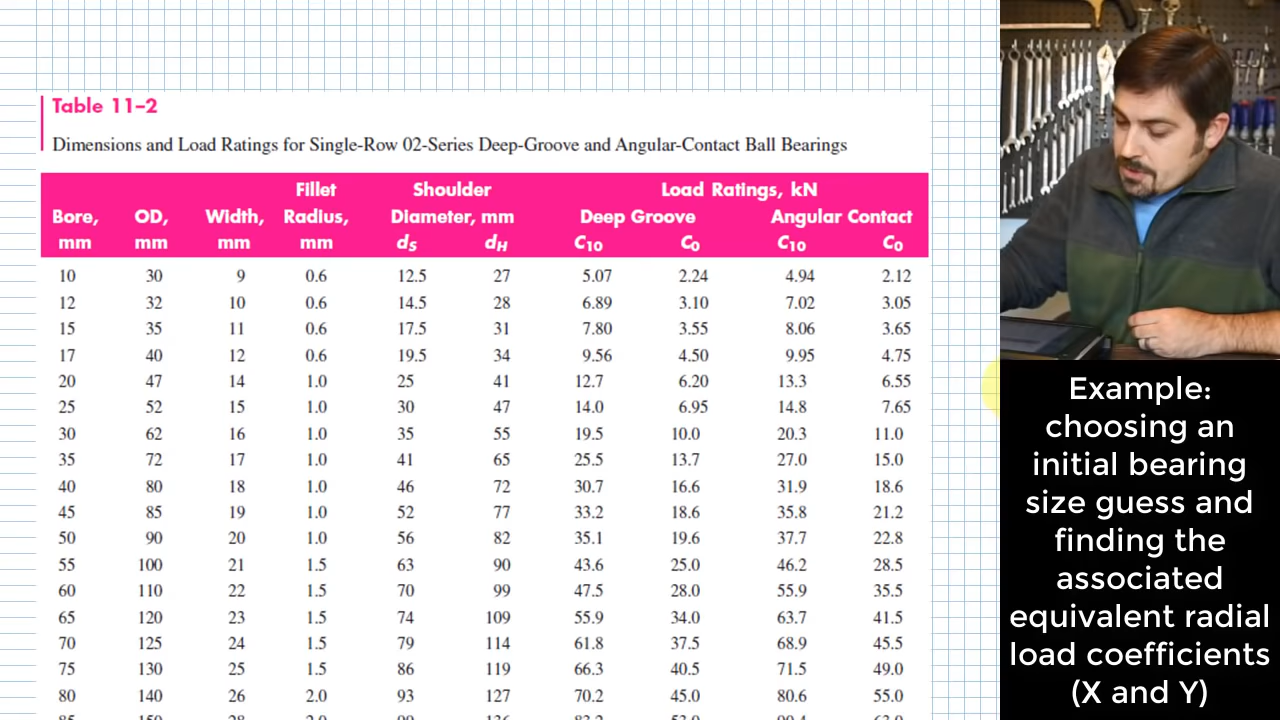 Table 11–2
Dimensions and Load Ratings for Single-Row 02-Series Deep-Groove and Angular-Contact Ball Bearings
Fillet Shoulder Load Ratings, kN
Bore, OD, Width, Radius, Diameter, mm Deep Groove Angular Contact
mm mm mm mm dS dH C10 C0 C10 C0
10 30 9 0.6 12.5 27 5.07 2.24 4.94 2.12
12 32 10 0.6 14.5 28 6.89 3.10 7.02 3.05
15 35 11 0.6 17.5 31 7.80 3.55 8.06 3.65
17 40 12 0.6 19.5 34 9.56 4.50 9.95 4.75
20 47 14 1.0 25 41 12.7 6.20 13.3 6.55
25 52 15 1.0 30 47 14.0 6.95 14.8 7.65
30 62 16 1.0 35 55 19.5 10.0 20.3 11.0
35 72 17 1.0 41 65 25.5 13.7 27.0 15.0
40 80 18 1.0 46 72 30.7 16.6 31.9 18.6
45 85 19 1.0 52 77 33.2 18.6 35.8 21.2
50 90 20 1.0 56 82 35.1 19.6 37.7 22.8
55 100 21 1.5 63 90 43.6 25.0 46.2 28.5
60 110 22 1.5 70 99 47.5 28.0 55.9 35.5
65 120 23 1.5 74 109 55.9 34.0 63.7 41.5
70 125 24 1.5 79 114 61.8 37.5 68.9 45.5
75 130 25 1.5 86 119 66.3 40.5 71.5 49.0
80 140 26 2.0 93 127 70.2 45.0 80.6 55.0
Example:
choosing an
initial bearing
size guess and
finding the
associated
equivalent radial
load coefficients
(X and Y)